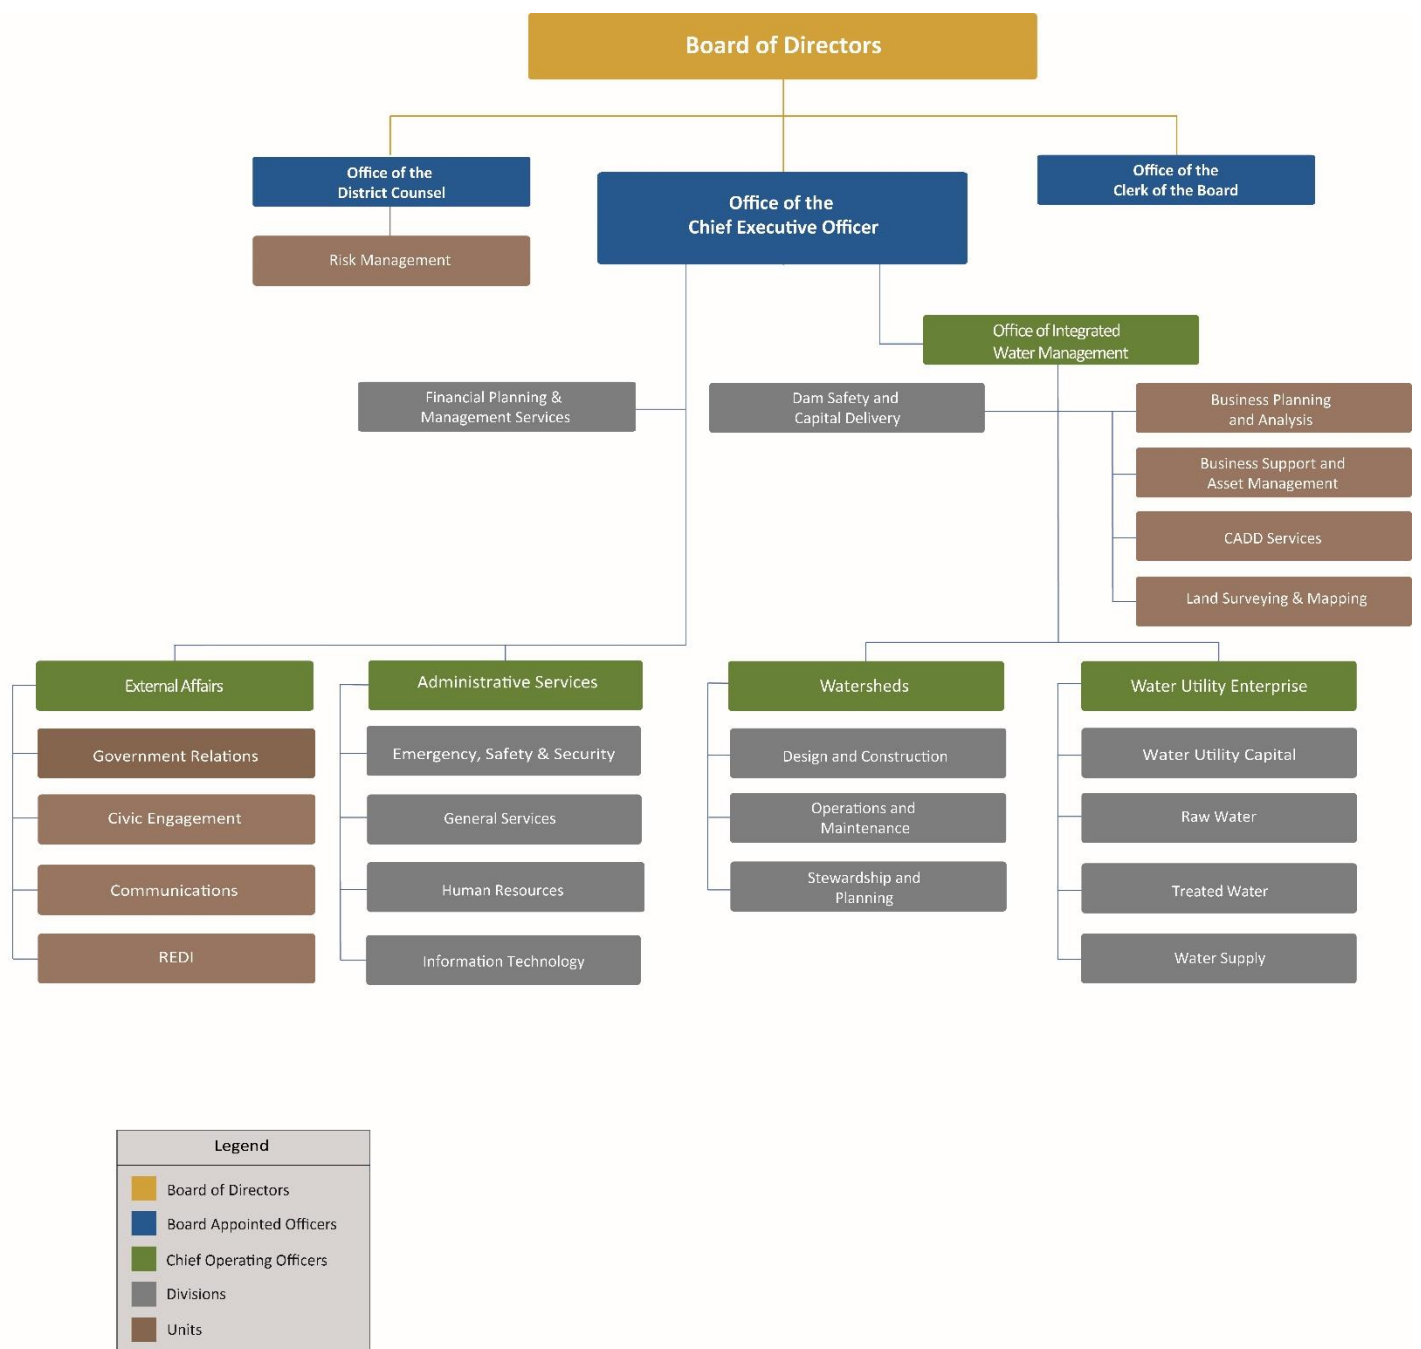 Board of Directors
Office of the
District Counsel
Office of the
Chief Executive Officer
Office of the
Clerk of the Board
Risk Management
Office of Integrated
Water Management
Financial Planning &
Management Services
Dam Safety and
Capital Delivery
Business Planning
and Analysis
Business Support and
Asset Management
CADD Services
Land Surveying & Mapping
External Affairs
Government Relations
Civic Engagement
Communications
REDI
Administrative Services
Emergency, Safety & Security
General Services
Human Resources
Information Technology
Watersheds
Design and Construction
Operations and
Maintenance
Stewardship and
Planning
Water Utility Enterprise
Water Utility Capital
Raw Water
Treated Water
Water Supply
Legend
Board of Directors
Board Appointed Officers
Chief Operating Officers
Divisions
Units